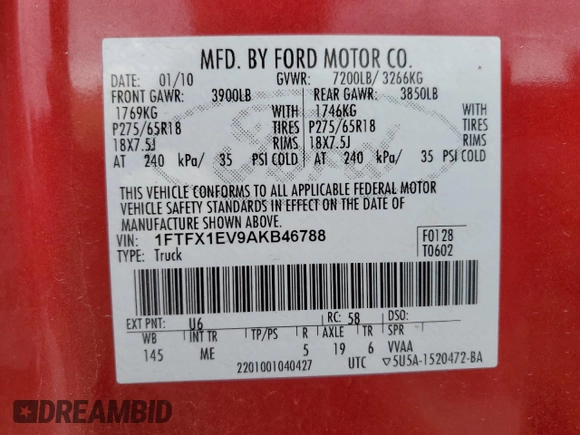 MFD. BY FORD MOTOR CO.
DATE: 01/10 GVWR: 7200LB/ 3266KG
FRONT GAWR: 3900LB REAR GAWR: 3850LB
1769KG WITH 1746KG WITH
P275/65R18 TIRES P275/65R18 TIRES
18X7.5J RIMS 18X7.5J RIMS
AT 240 kPa/ 35 PSI COLD AT 240 kPa/ 35 PSI COLD
THIS VEHICLE CONFORMS TO ALL APPLICABLE FEDERAL MOTOR
VEHICLE SAFETY STANDARDS IN EFFECT ON THE DATE OF
MANUFACTURE SHOWN ABOVE.
VIN: 1FTFX1EV9AKB46788 F0128
TYPE: Truck T0602
EXT PNT: U6 RC: 58 DSO:
WB INT TR TP/PS R AXLE TR SPR
145 ME 5 19 6 VVAA
2201001040427 UTC ▽5U5A-1520472-BA
Ford
DREAMBID